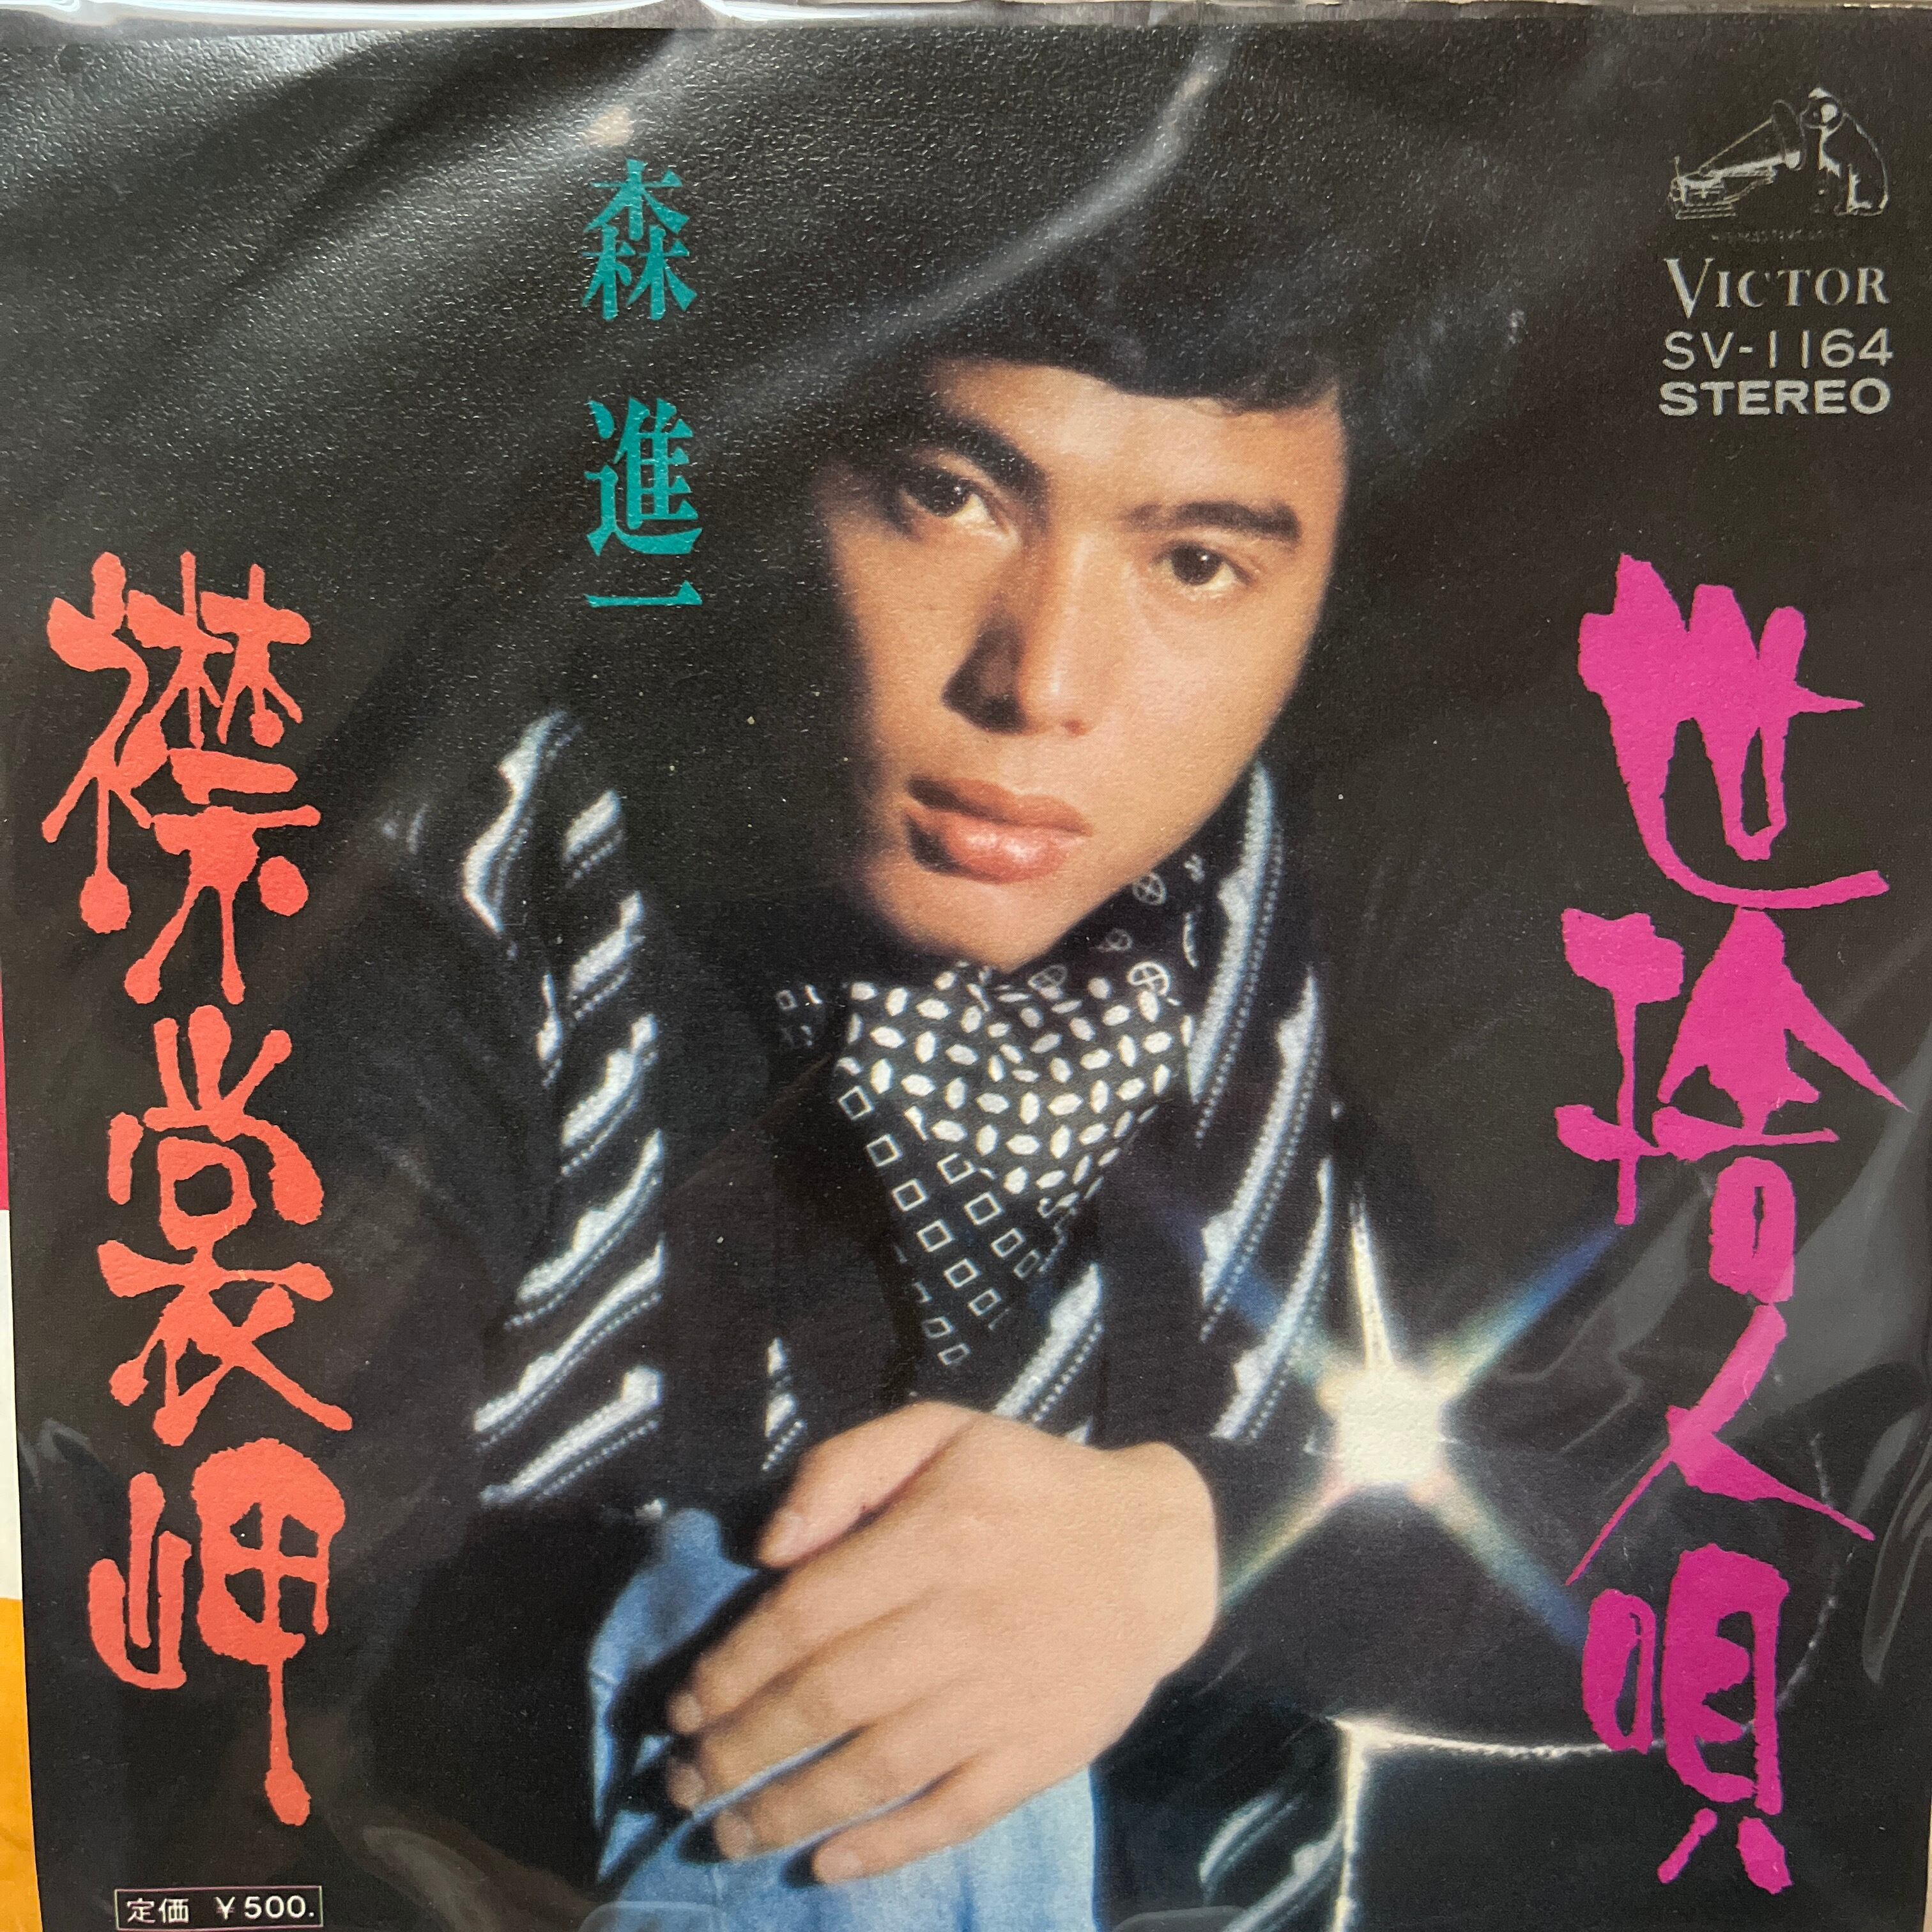 VICTOR
SV-1164
STEREO
世捨人唄
森進一
襟裳岬
定価 ￥500.